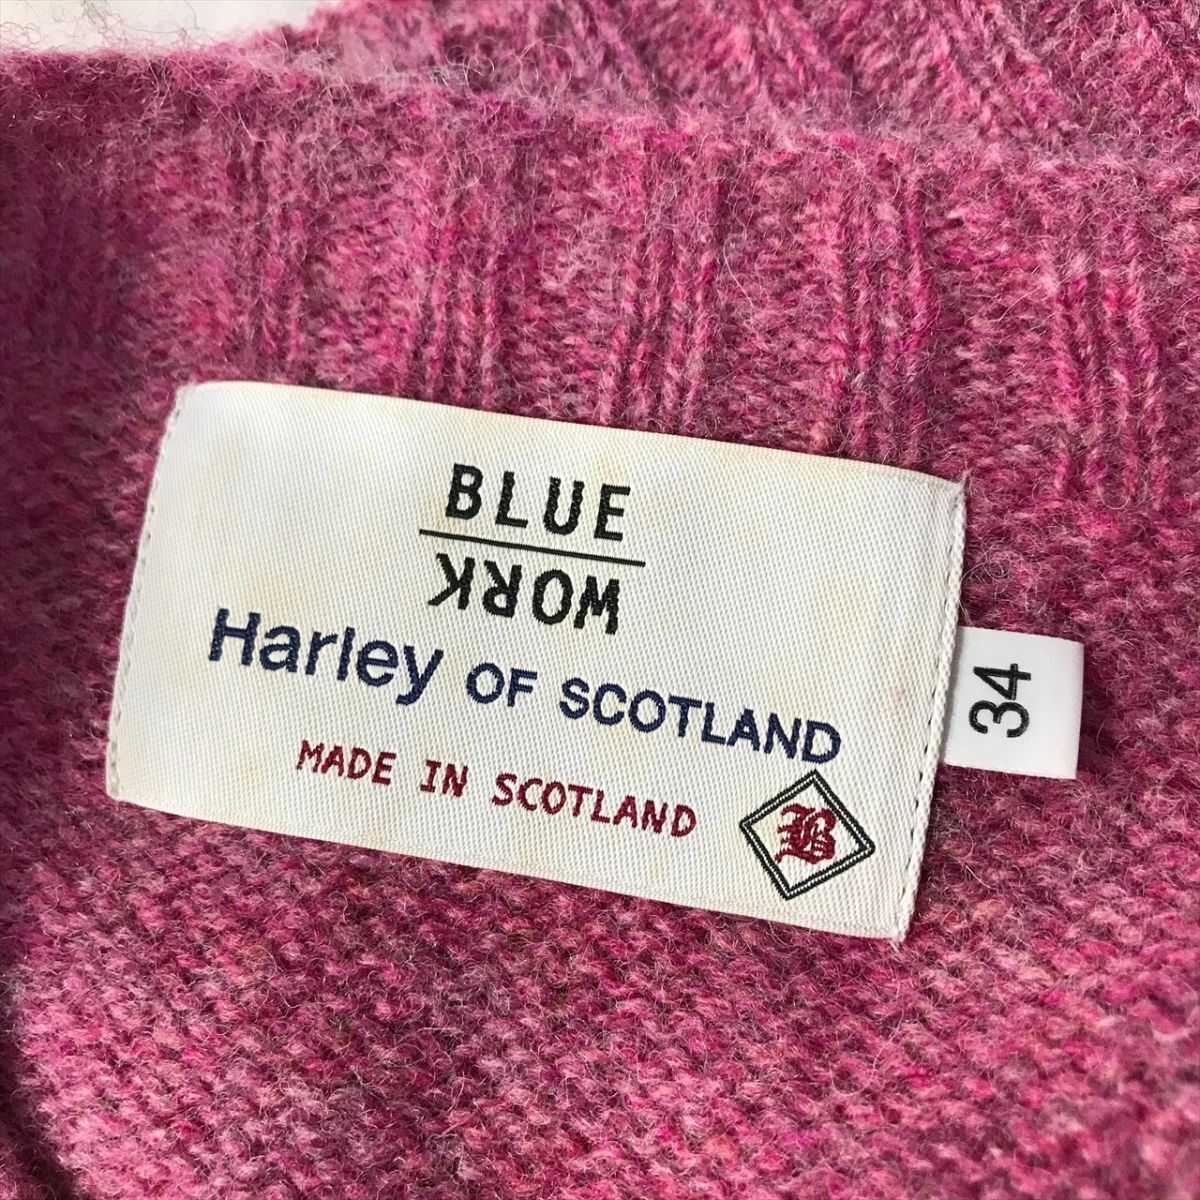 BLUE
WORK
Harley OF SCOTLAND
MADE IN SCOTLAND
B
34